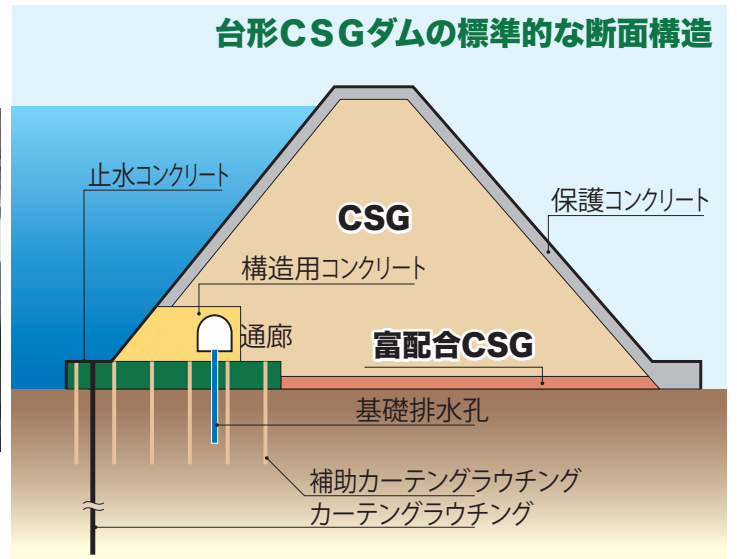 台形CSGダムの標準的な断面構造
止水コンクリート
保護コンクリート
CSG
構造用コンクリート
通廊
富配合CSG
基礎排水孔
補助カーテングラウチング
カーテングラウチング